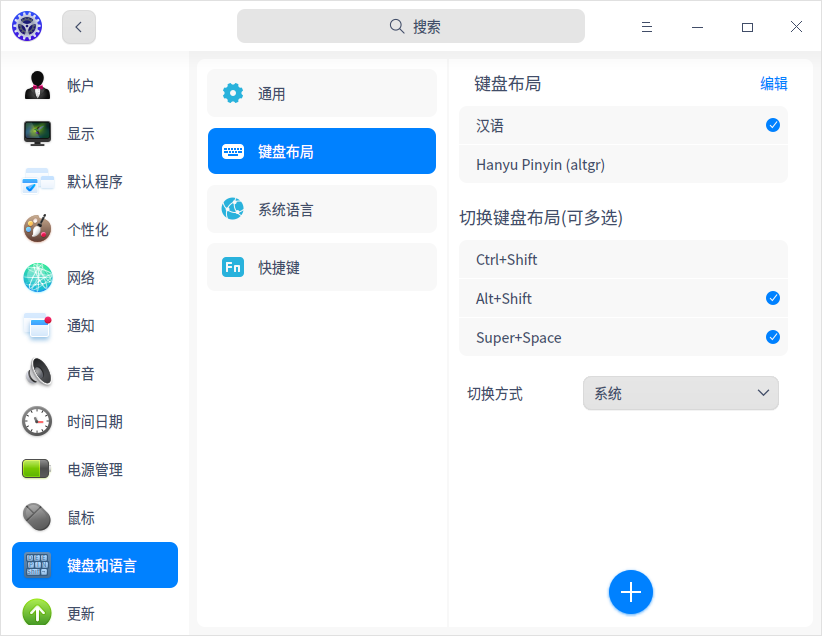 搜索
帐户
显示
默认程序
个性化
网络
通知
声音
时间日期
电源管理
鼠标
键盘和语言
更新
通用
键盘布局
系统语言
Fn 快捷键
键盘布局 编辑
汉语
Hanyu Pinyin (altgr)
切换键盘布局(可多选)
Ctrl+Shift
Alt+Shift
Super+Space
切换方式 系统